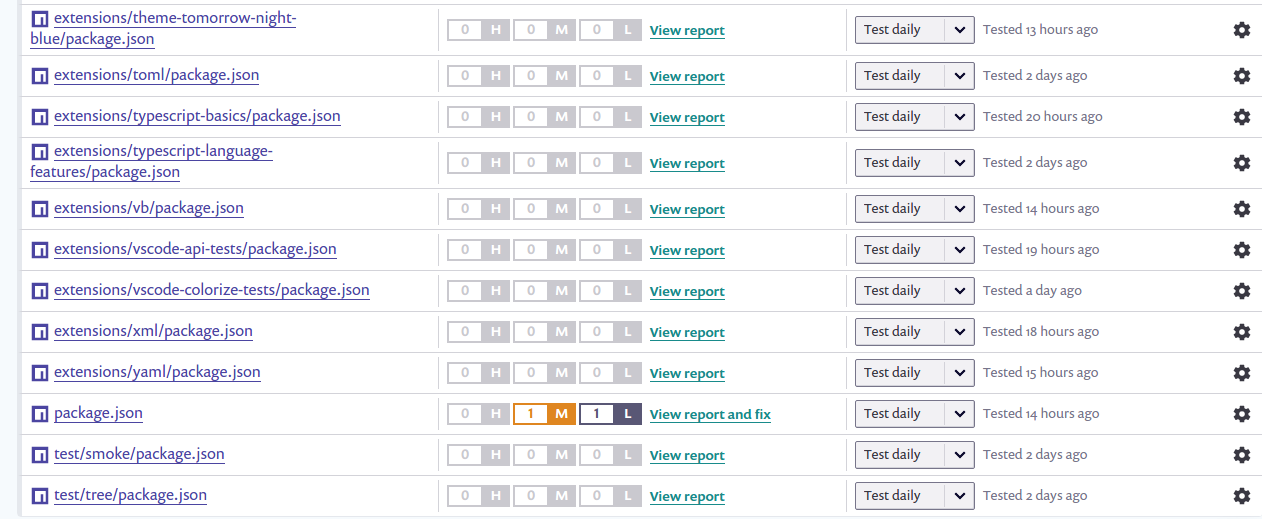 extensions/theme-tomorrow-night-
blue/package.json 0 H 0 M 0 L View report Test daily Tested 13 hours ago
extensions/toml/package.json 0 H 0 M 0 L View report Test daily Tested 2 days ago
extensions/typescript-basics/package.json 0 H 0 M 0 L View report Test daily Tested 20 hours ago
extensions/typescript-language-
features/package.json 0 H 0 M 0 L View report Test daily Tested 2 days ago
extensions/vb/package.json 0 H 0 M 0 L View report Test daily Tested 14 hours ago
extensions/vscode-api-tests/package.json 0 H 0 M 0 L View report Test daily Tested 19 hours ago
extensions/vscode-colorize-tests/package.json 0 H 0 M 0 L View report Test daily Tested a day ago
extensions/xml/package.json 0 H 0 M 0 L View report Test daily Tested 18 hours ago
extensions/yaml/package.json 0 H 0 M 0 L View report Test daily Tested 15 hours ago
package.json 0 H 1 M 1 L View report and fix Test daily Tested 14 hours ago
test/smoke/package.json 0 H 0 M 0 L View report Test daily Tested 2 days ago
test/tree/package.json 0 H 0 M 0 L View report Test daily Tested 2 days ago